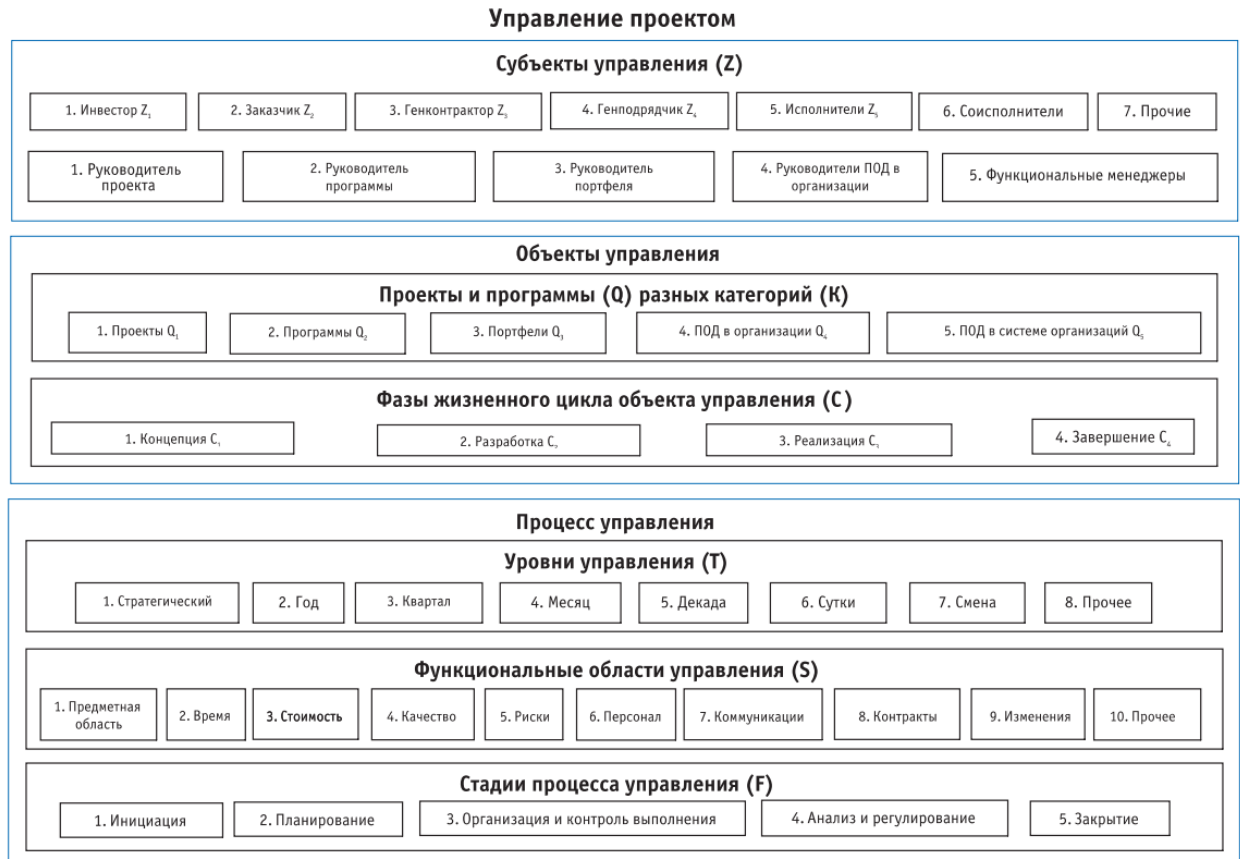 Управление проектом
Субъекты управления (Z)
1. Инвестор Z₁
2. Заказчик Z₂
3. Генконтрактор Z₃
4. Генподрядчик Z₄
5. Исполнители Z₅
6. Соисполнители
7. Прочие
1. Руководитель
проекта
2. Руководитель
программы
3. Руководитель
портфеля
4. Руководители ПОД в
организации
5. Функциональные менеджеры
Объекты управления
Проекты и программы (Q) разных категорий (К)
1. Проекты Q₁
2. Программы Q₂
3. Портфели Q₃
4. ПОД в организации Q₄
5. ПОД в системе организаций Q₅
Фазы жизненного цикла объекта управления (С)
1. Концепция С₁
2. Разработка С₂
3. Реализация С₃
4. Завершение С₄
Процесс управления
Уровни управления (Т)
1. Стратегический
2. Год
3. Квартал
4. Месяц
5. Декада
6. Сутки
7. Смена
8. Прочее
Функциональные области управления (S)
1. Предметная
область
2. Время
3. Стоимость
4. Качество
5. Риски
6. Персонал
7. Коммуникации
8. Контракты
9. Изменения
10. Прочее
Стадии процесса управления (F)
1. Инициация
2. Планирование
3. Организация и контроль выполнения
4. Анализ и регулирование
5. Закрытие